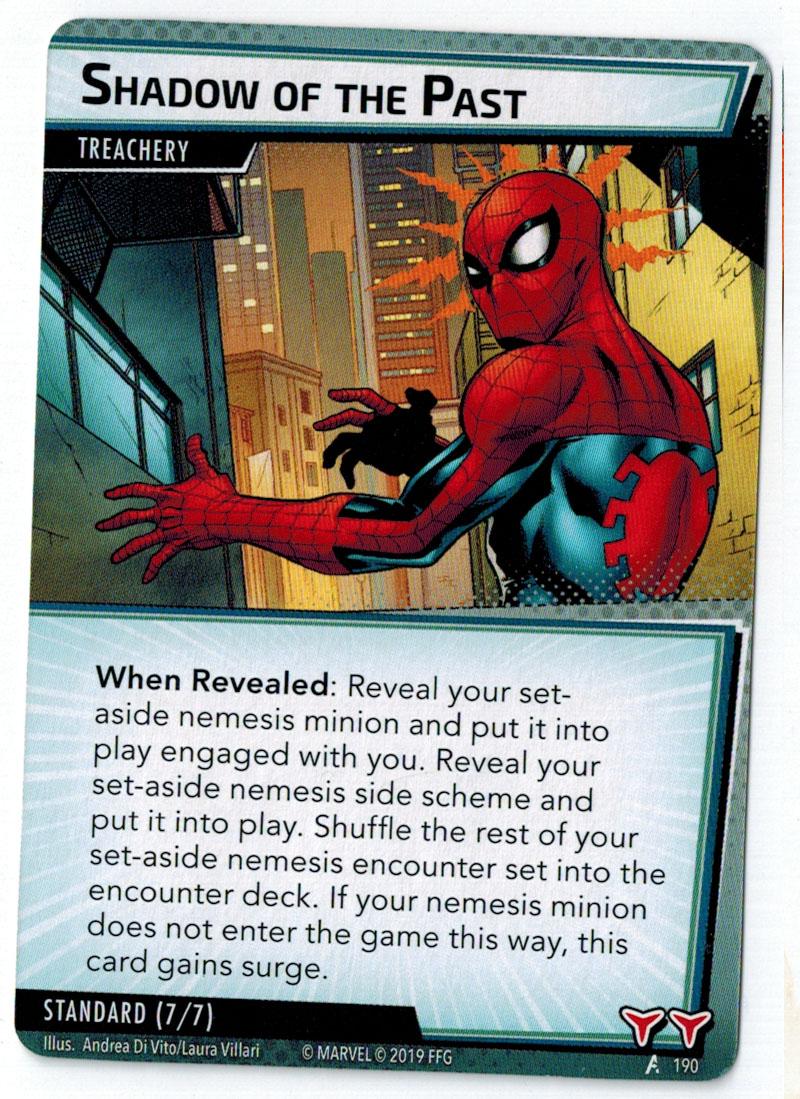 SHADOW OF THE PAST
TREACHERY
When Revealed: Reveal your set-
aside nemesis minion and put it into
play engaged with you. Reveal your
set-aside nemesis side scheme and
put it into play. Shuffle the rest of your
set-aside nemesis encounter set into the
encounter deck. If your nemesis minion
does not enter the game this way, this
card gains surge.
STANDARD (7/7)
Illus. Andrea Di Vito/Laura Villari © MARVEL © 2019 FFG
190